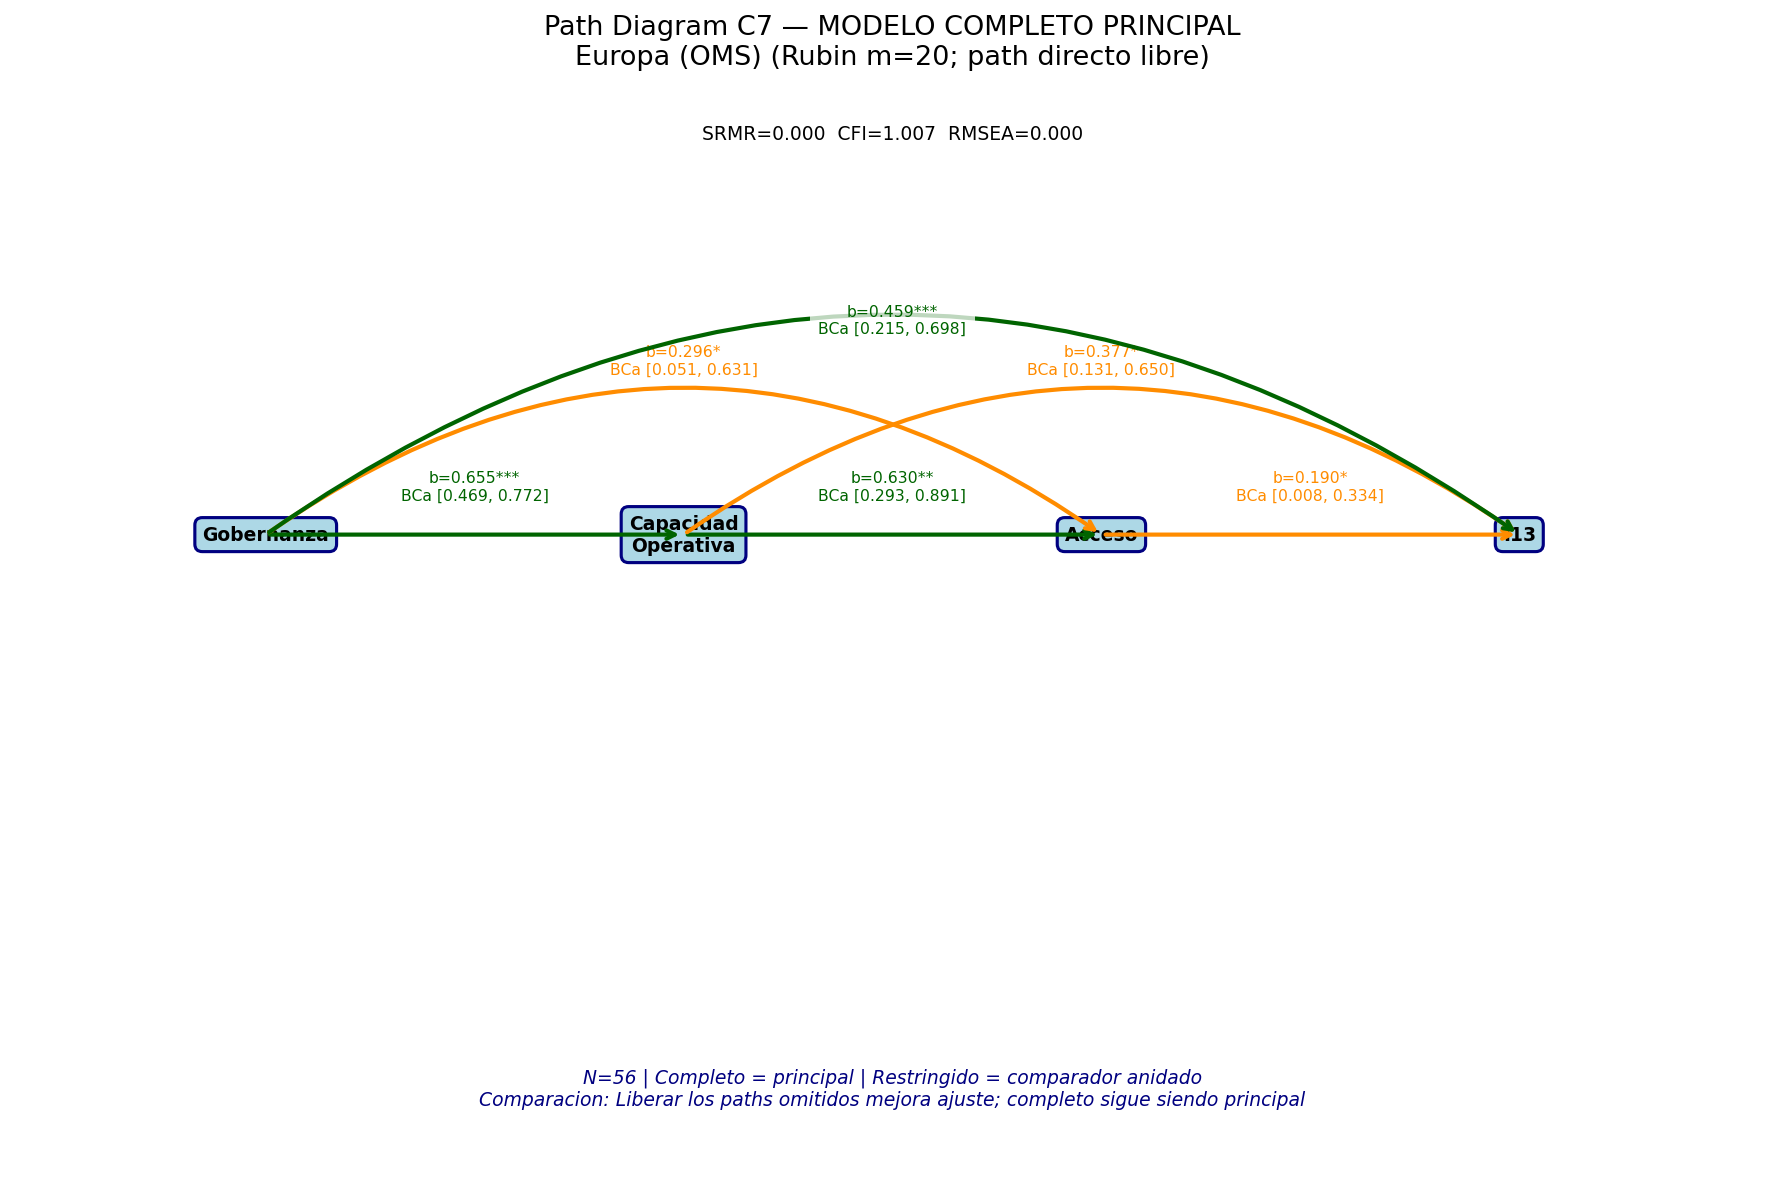 Path Diagram C7 — MODELO COMPLETO PRINCIPAL
Europa (OMS) (Rubin m=20; path directo libre)
SRMR=0.000  CFI=1.007  RMSEA=0.000
b=0.459***
BCa [0.215, 0.698]
b=0.296*
BCa [0.051, 0.631]
b=0.377*
BCa [0.131, 0.650]
b=0.655***
BCa [0.469, 0.772]
b=0.630**
BCa [0.293, 0.891]
b=0.190*
BCa [0.008, 0.334]
Gobernanza
Capacidad
Operativa
Acceso
N=56 | Completo = principal | Restringido = comparador anidado
Comparacion: Liberar los paths omitidos mejora ajuste; completo sigue siendo principal